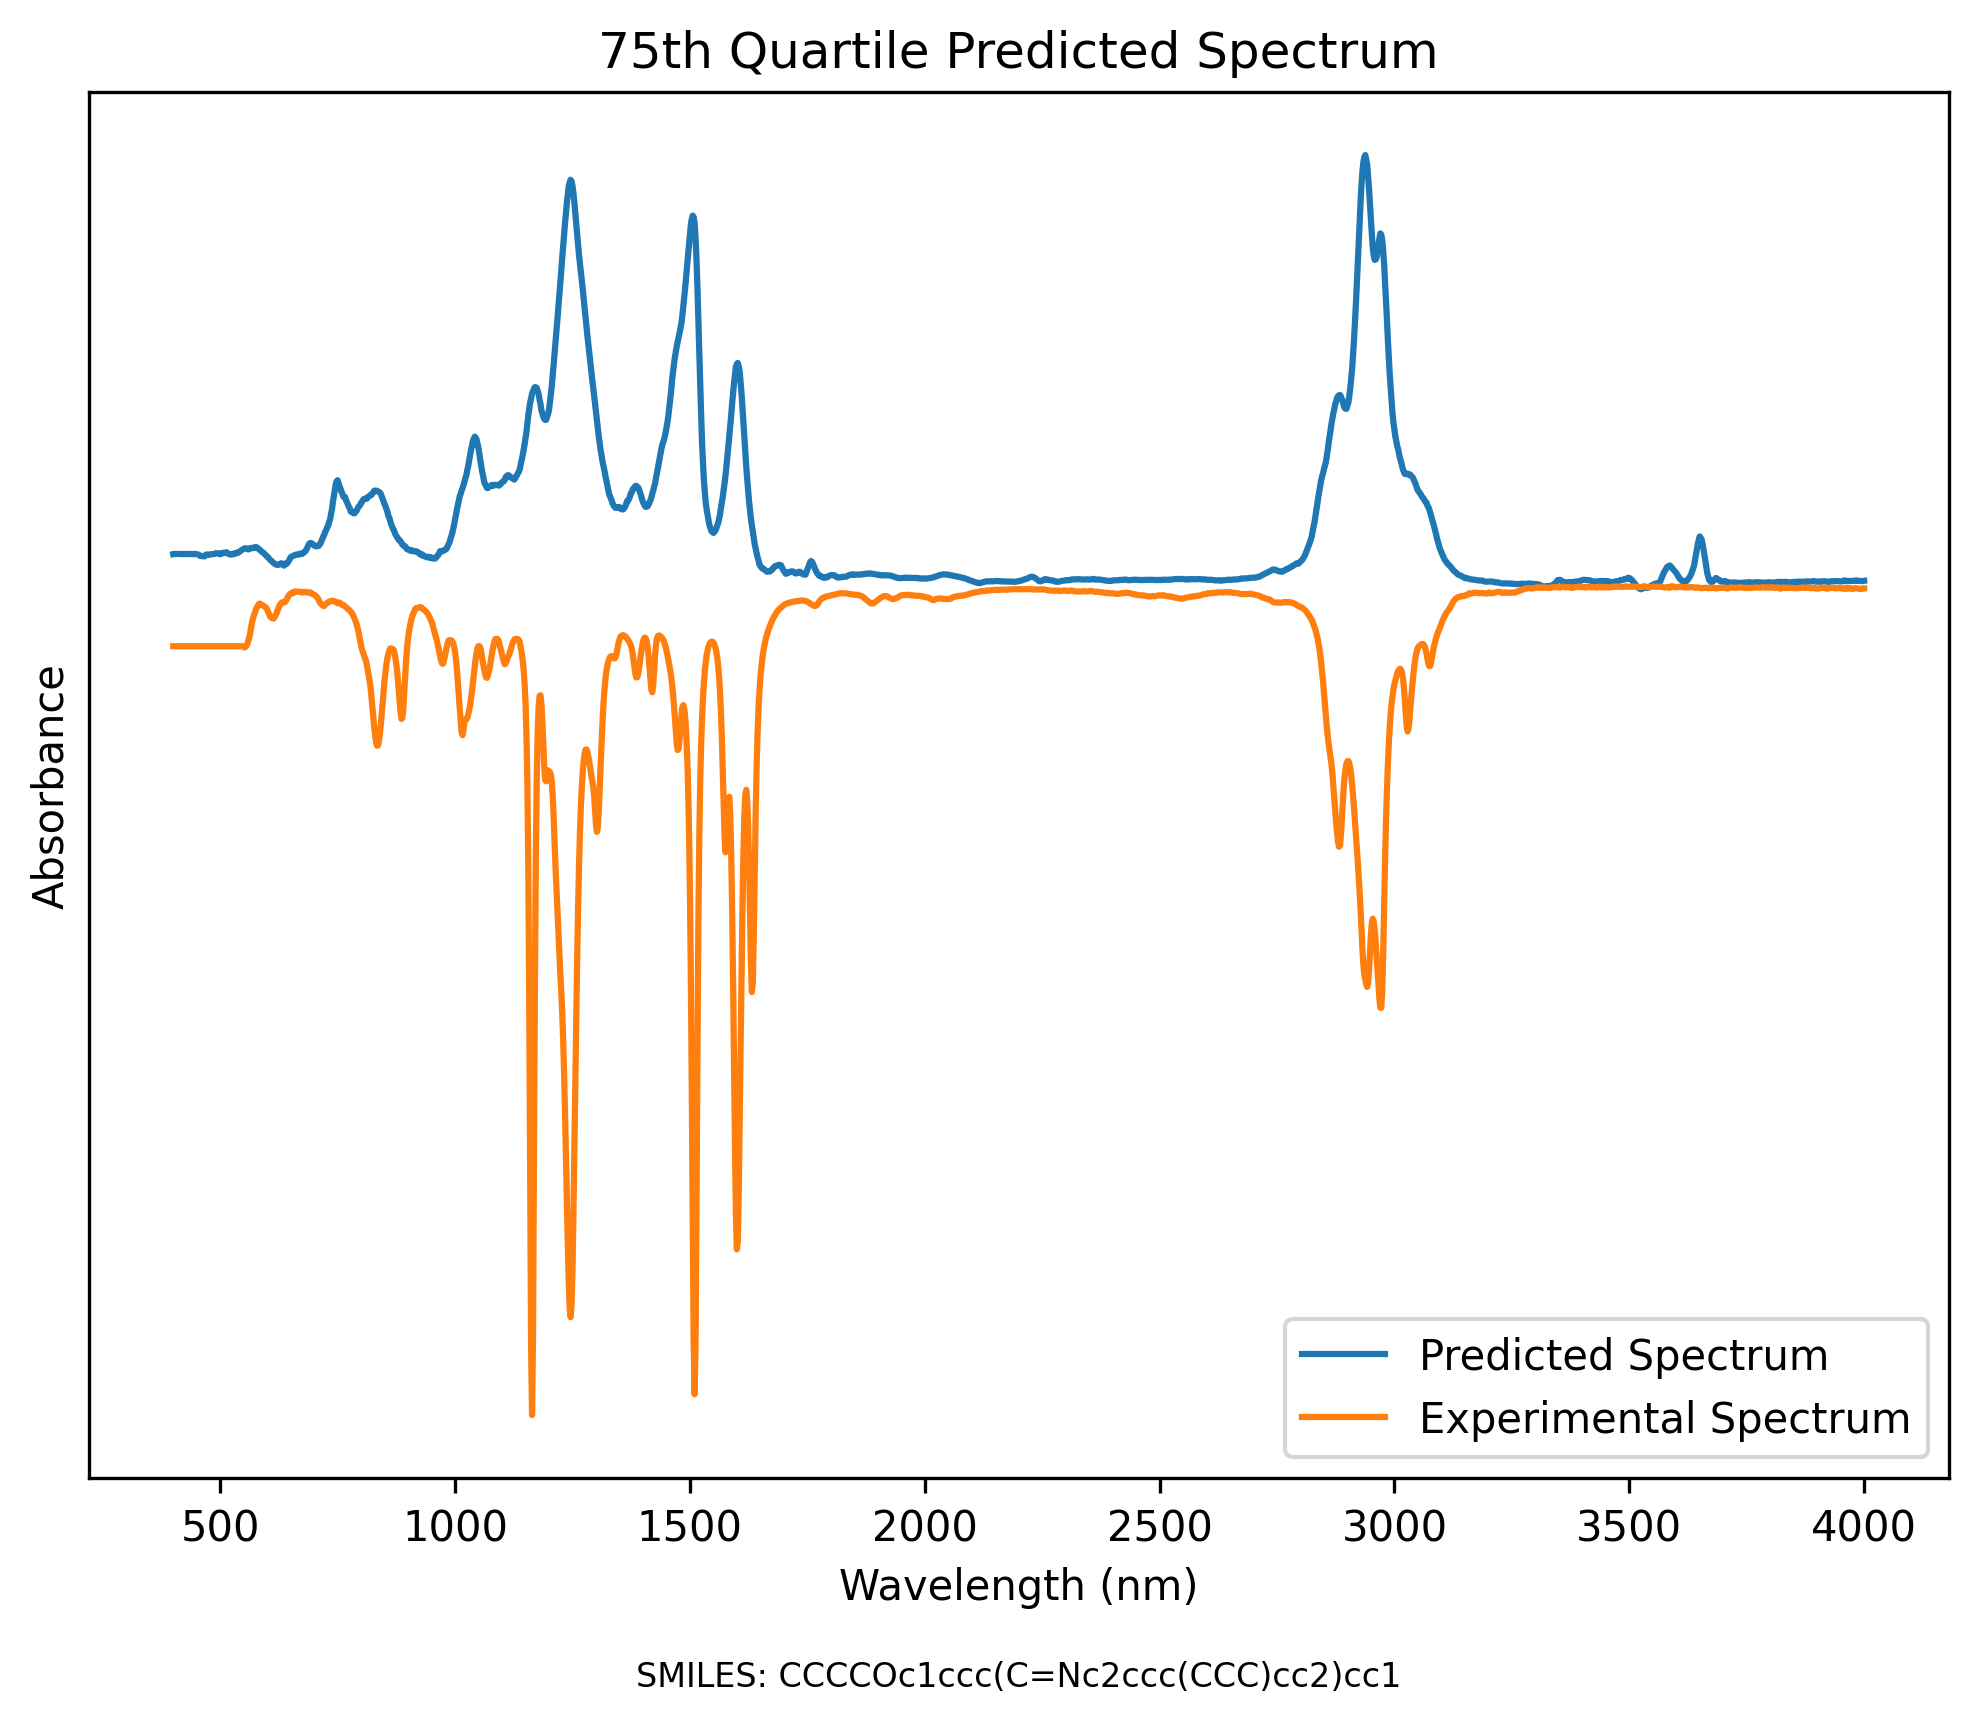 75th Quartile Predicted Spectrum
Absorbance
Predicted Spectrum
Experimental Spectrum
500 1000 1500 2000 2500 3000 3500 4000
Wavelength (nm)
SMILES: CCCCOc1ccc(C=Nc2ccc(CCC)cc2)cc1